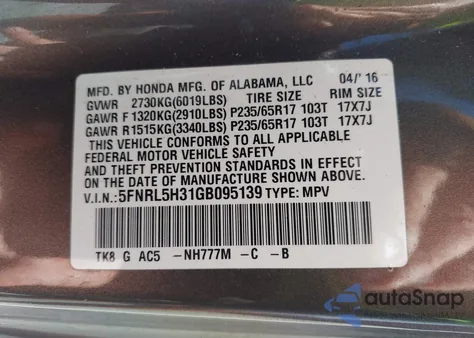 MFD. BY HONDA MFG. OF ALABAMA, LLC 04/'16
GVWR 2730KG(6019LBS) TIRE SIZE RIM SIZE
GAWR F 1320KG(2910LBS) P235/65R17 103T 17X7J
GAWR R 1515KG(3340LBS) P235/65R17 103T 17X7J
THIS VEHICLE CONFORMS TO ALL APPLICABLE
FEDERAL MOTOR VEHICLE SAFETY
AND THEFT PREVENTION STANDARDS IN EFFECT
ON THE DATE OF MANUFACTURE SHOWN ABOVE.
V.I.N.: 5FNRL5H31GB095139 TYPE: MPV
TK8 G AC5 -NH777M -C -B
autaSnap